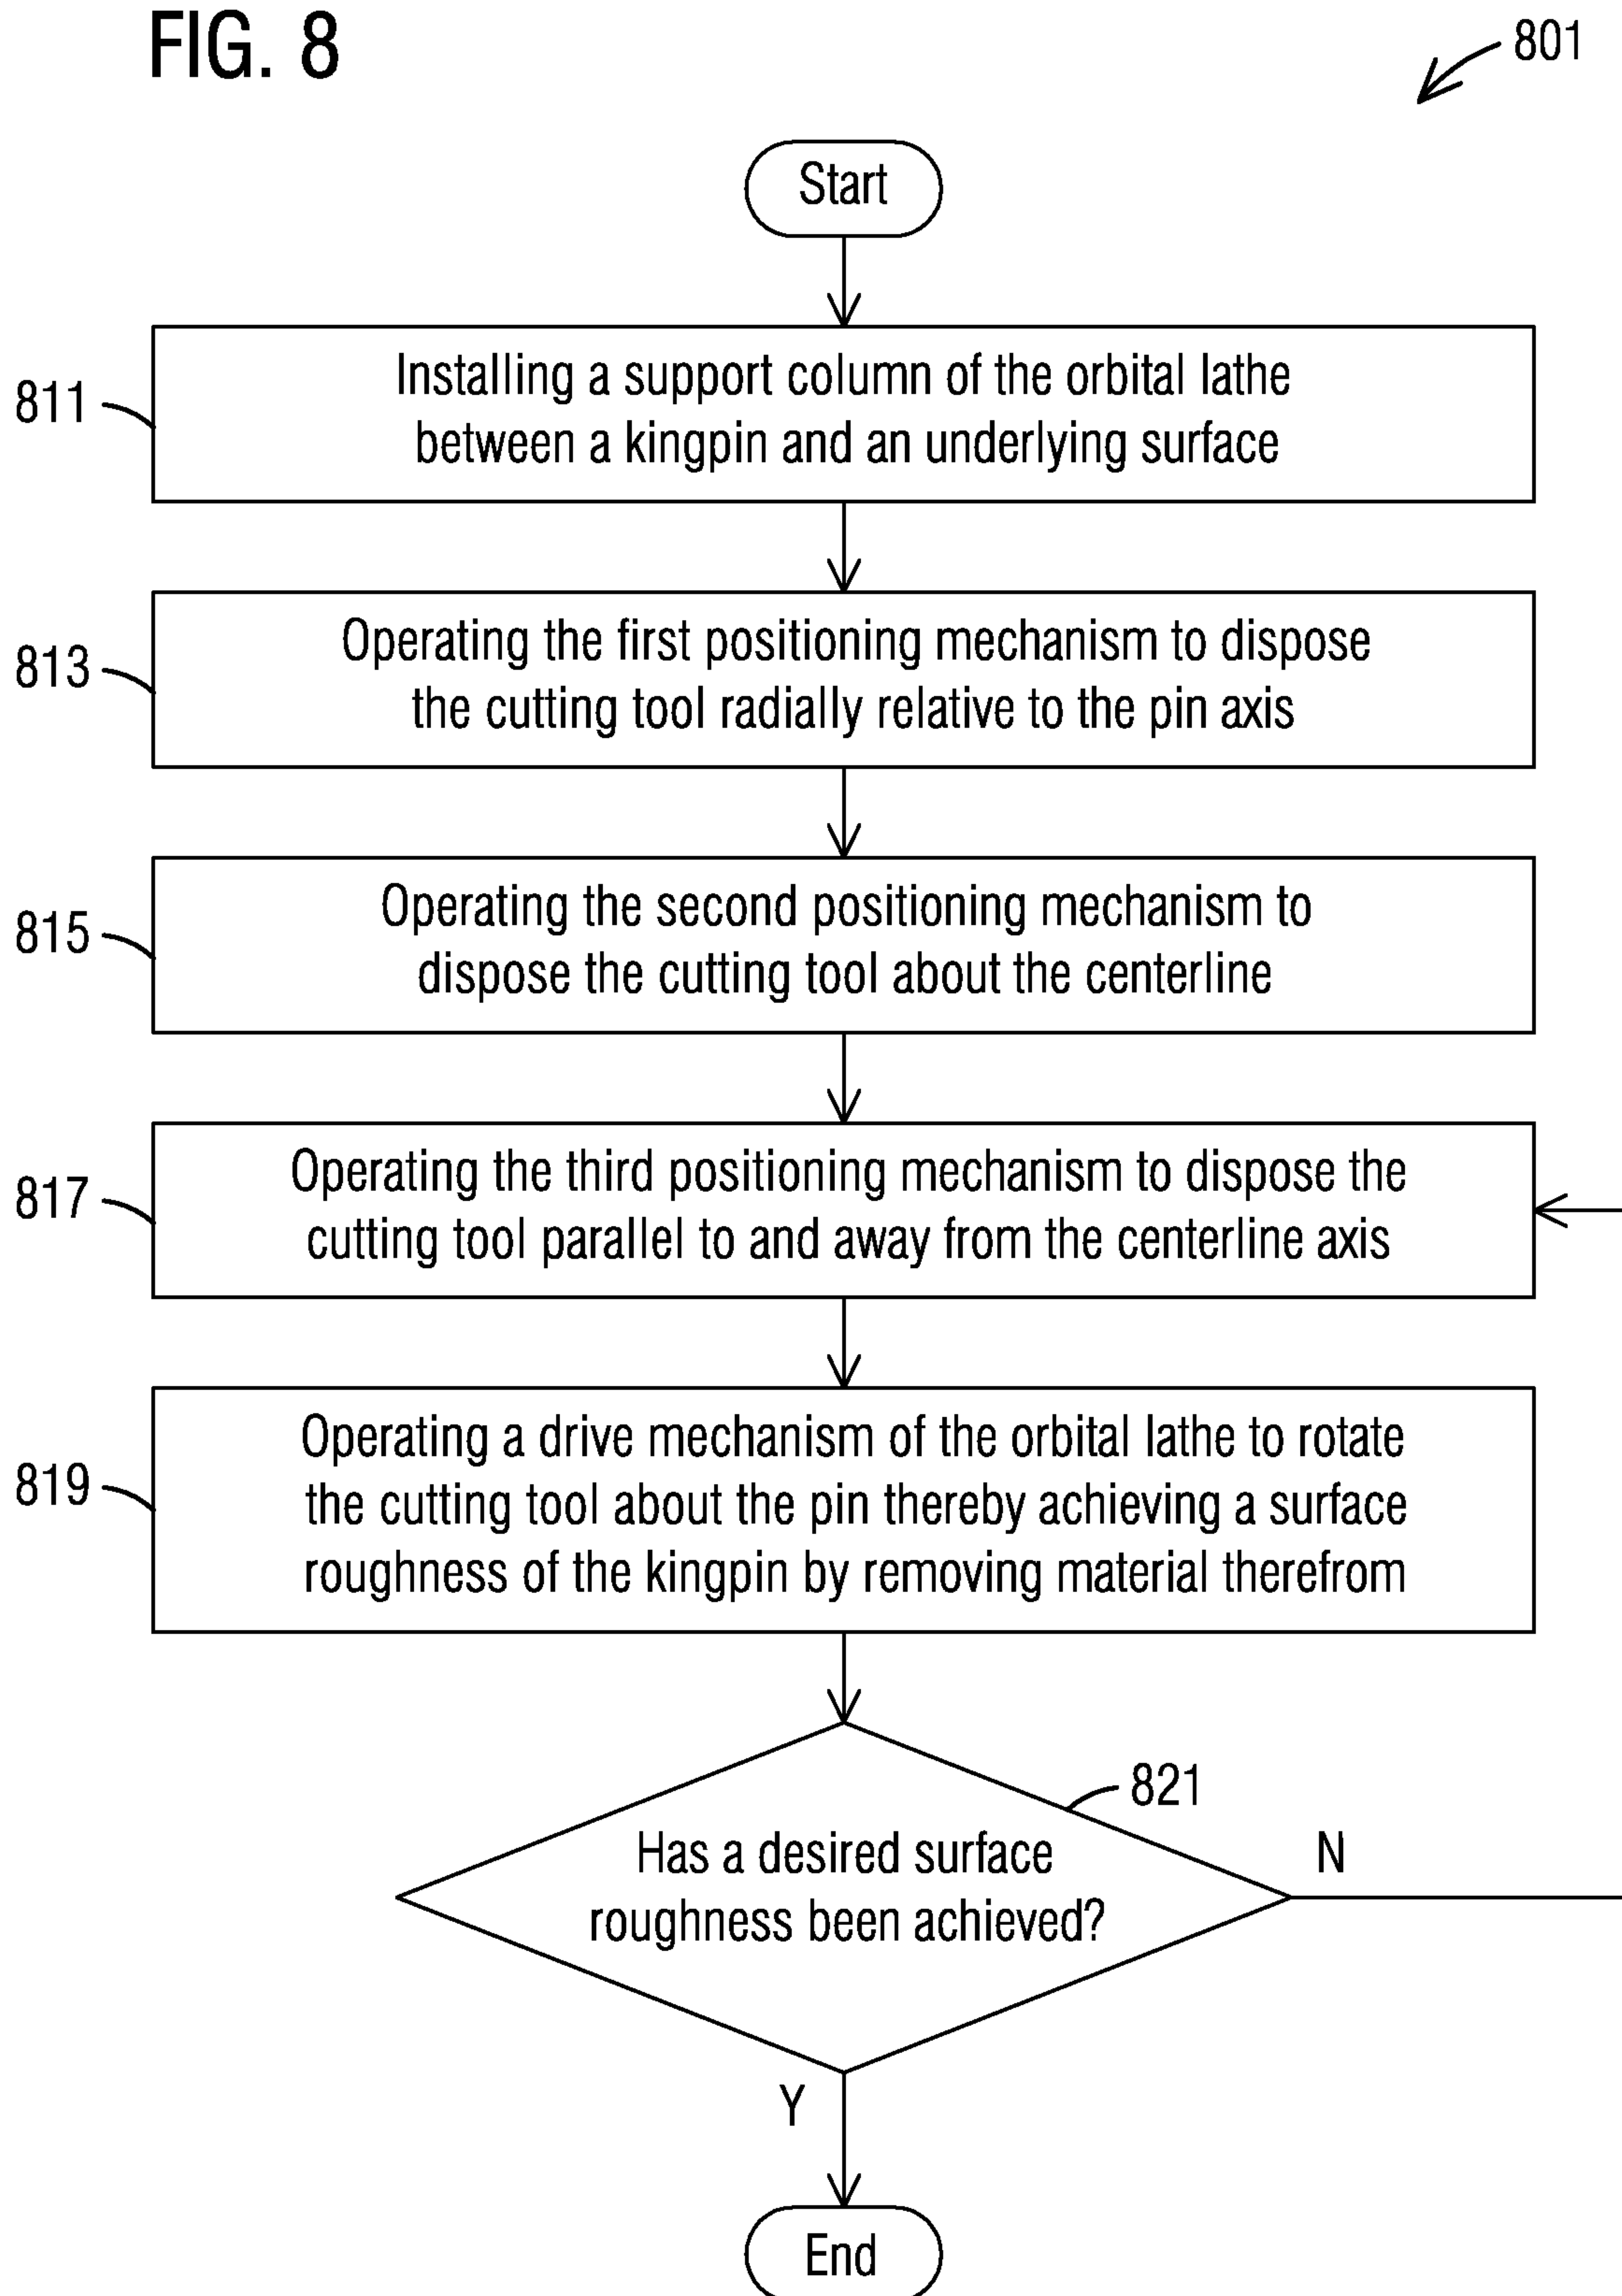 FIG. 8
801
Start
811
Installing a support column of the orbital lathe
between a kingpin and an underlying surface
813
Operating the first positioning mechanism to dispose
the cutting tool radially relative to the pin axis
815
Operating the second positioning mechanism to
dispose the cutting tool about the centerline
817
Operating the third positioning mechanism to dispose the
cutting tool parallel to and away from the centerline axis
819
Operating a drive mechanism of the orbital lathe to rotate
the cutting tool about the pin thereby achieving a surface
roughness of the kingpin by removing material therefrom
821
Has a desired surface
roughness been achieved?
N
Y
End